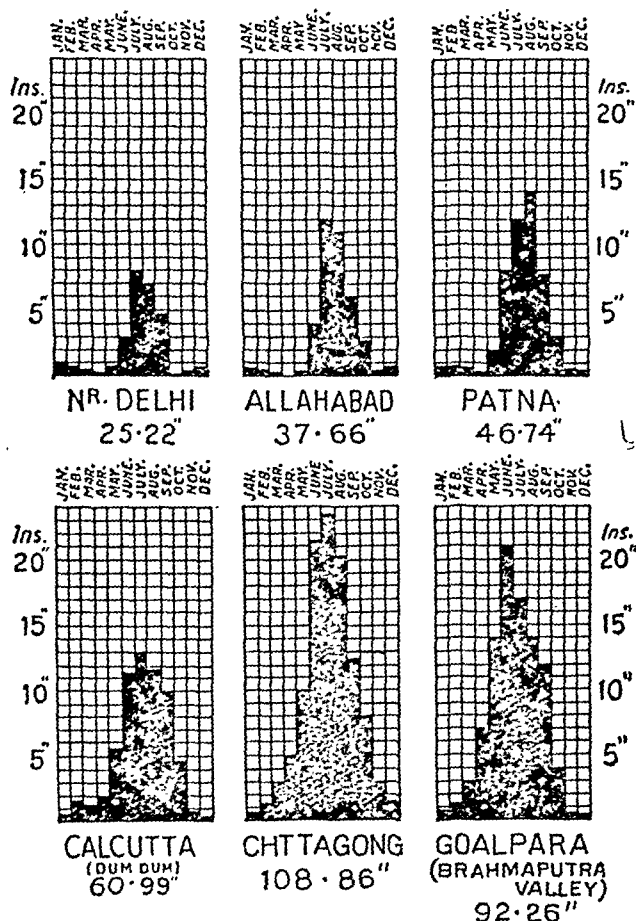 JAN. FEB. MAR. APR. MAY. JUNE. JULY. AUG. SEP. OCT. NOV. DEC.
JAN. FEB. MAR. APR. MAY. JUNE. JULY. AUG. SEP. OCT. NOV. DEC.
JAN. FEB. MAR. APR. MAY. JUNE. JULY. AUG. SEP. OCT. NOV. DEC.
Ins.
20"
15"
10"
5"
Ins.
20"
15"
10"
5"
NR. DELHI
25·22"
ALLAHABAD
37·66"
PATNA.
46·74"
JAN. FEB. MAR. APR. MAY. JUNE. JULY. AUG. SEP. OCT. NOV. DEC.
JAN. FEB. MAR. APR. MAY. JUNE JULY. AUG. SEP. OCT. NOV. DEC.
JAN. FEB. MAR. APR. MAY. JUNE. JULY. AUG. SEP. OCT. NOV. DEC.
Ins.
20"
15"
10"
5"
Ins.
20"
15"
10"
5"
CALCUTTA
(DUM DUM)
60·99"
CHTTAGONG
108·86"
GOALPARA
(BRAHMAPUTRA
VALLEY)
92·26"